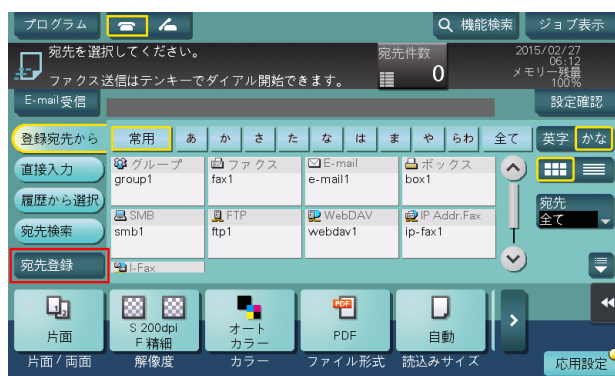 プログラム
機能検索
ジョブ表示
宛先を選択してください。
ファクス送信はテンキーでダイアル開始できます。
宛先件数
0
2015/02/27
06:12
メモリー残量
100%
E-mail受信
設定確認
登録宛先から
常用
あ
か
さ
た
な
は
ま
や
らわ
全て
英字
かな
直接入力
グループ
group1
ファクス
fax1
E-mail
e-mail1
ボックス
box1
履歴から選択
宛先
全て
宛先検索
SMB
smb1
FTP
ftp1
WebDAV
webdav1
IP Addr.Fax
ip-fax1
宛先登録
I-Fax
片面
S 200dpi
F 精細
オート
カラー
PDF
自動
片面/両面
解像度
カラー
ファイル形式
読込みサイズ
応用設定